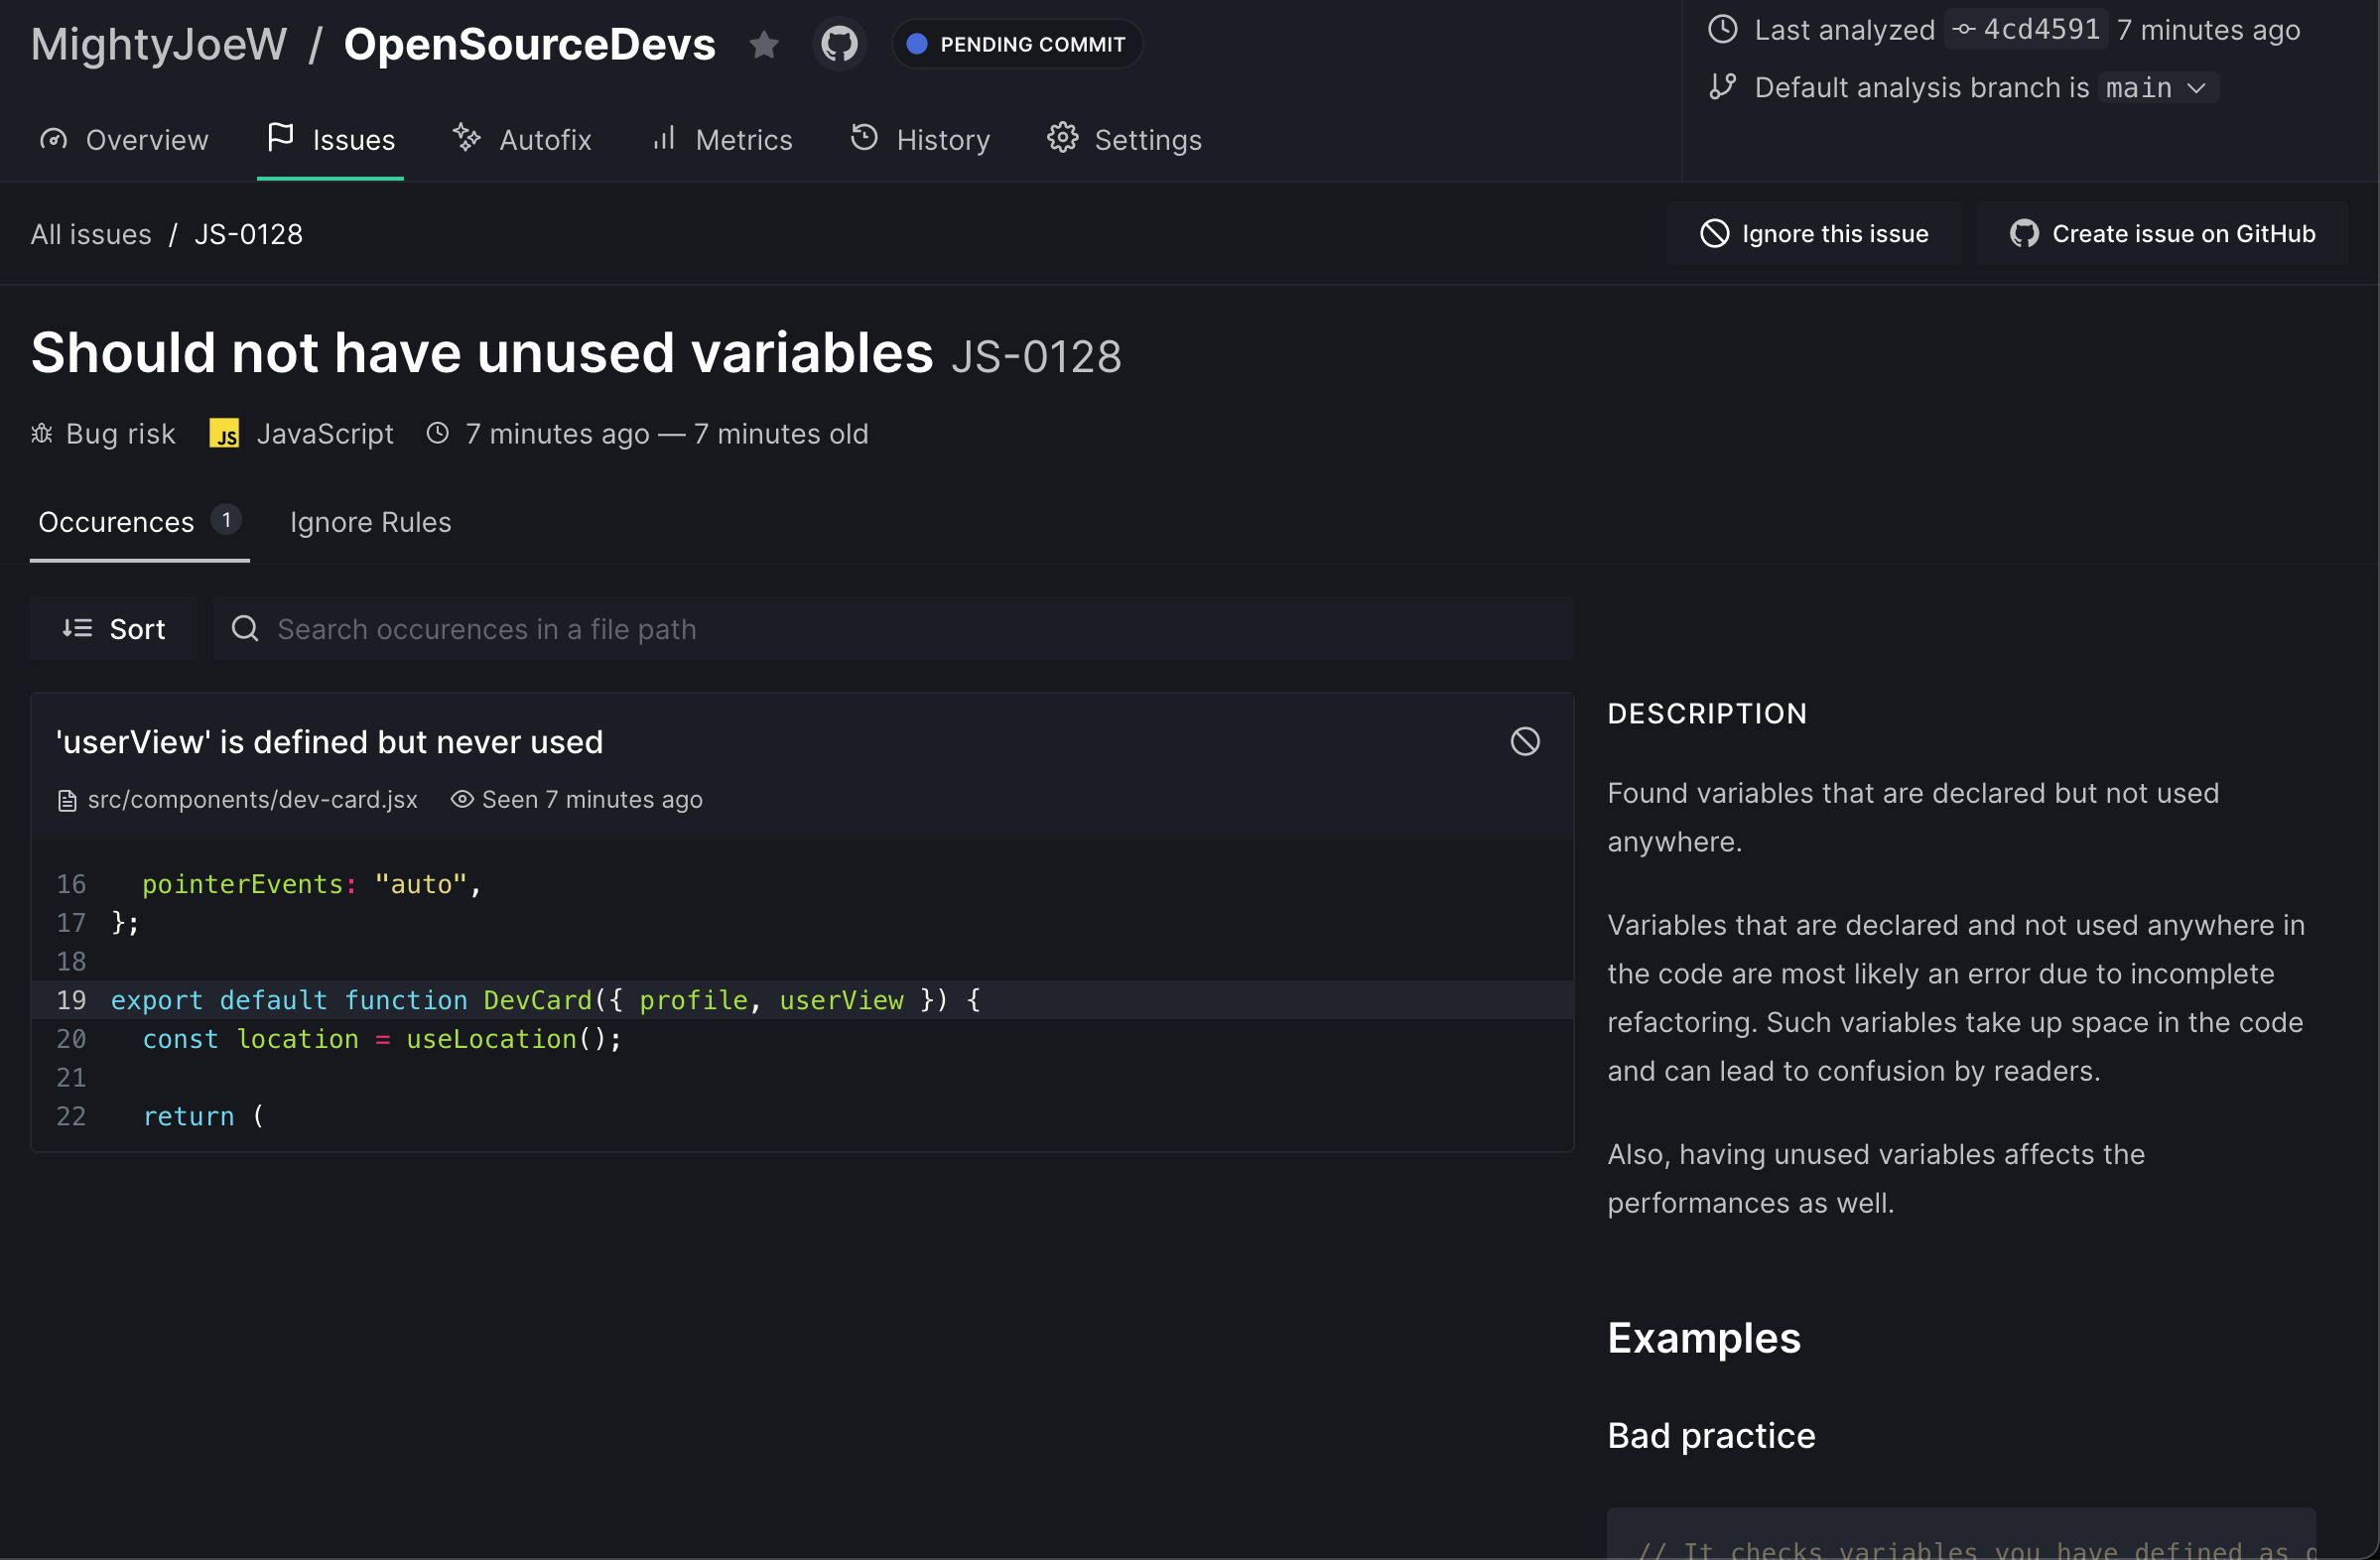 MightyJoeW / OpenSourceDevs PENDING COMMIT
Last analyzed 4cd4591 7 minutes ago
Default analysis branch is main
Overview Issues Autofix Metrics History Settings
All issues / JS-0128
Ignore this issue Create issue on GitHub
Should not have unused variables JS-0128
Bug risk JS JavaScript 7 minutes ago — 7 minutes old
Occurences 1 Ignore Rules
Sort Search occurences in a file path
'userView' is defined but never used
src/components/dev-card.jsx Seen 7 minutes ago
16 pointerEvents: "auto",
17 };
18
19 export default function DevCard({ profile, userView }) {
20 const location = useLocation();
21
22 return (
DESCRIPTION
Found variables that are declared but not used
anywhere.
Variables that are declared and not used anywhere in
the code are most likely an error due to incomplete
refactoring. Such variables take up space in the code
and can lead to confusion by readers.
Also, having unused variables affects the
performances as well.
Examples
Bad practice
// It checks variables you have defined as